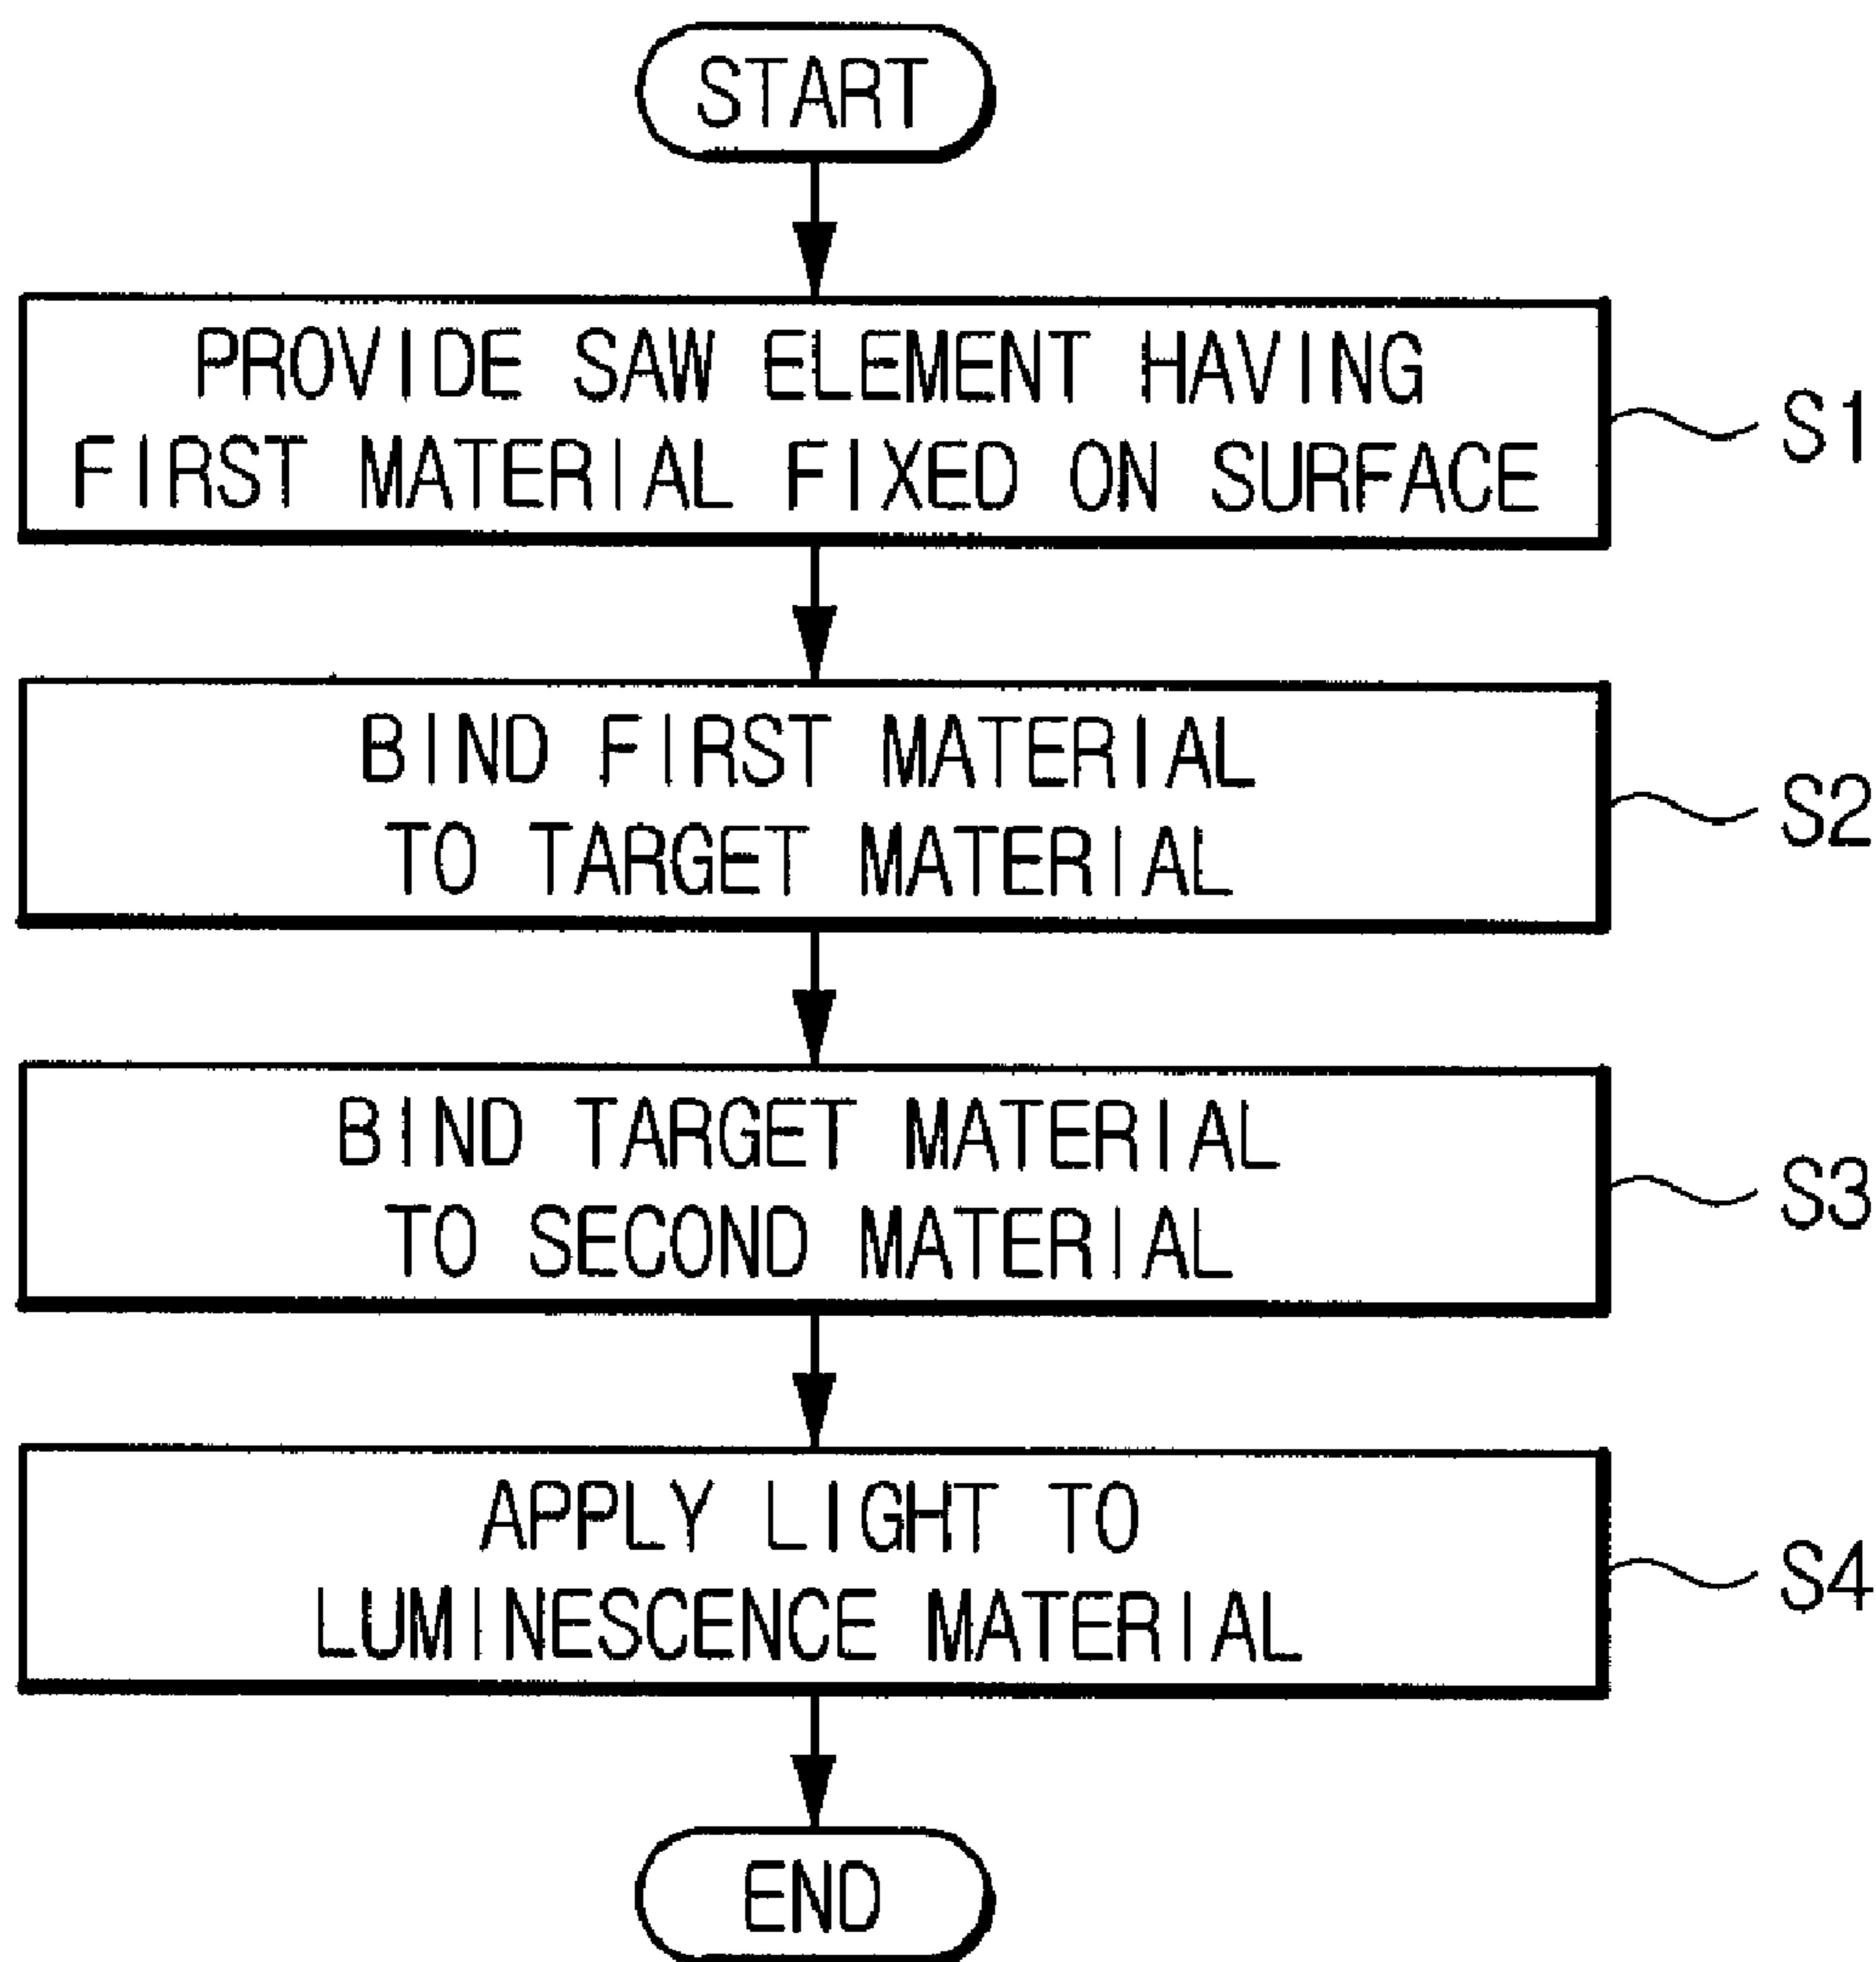 START
PROVIDE SAW ELEMENT HAVING
FIRST MATERIAL FIXED ON SURFACE
S1
BIND FIRST MATERIAL
TO TARGET MATERIAL
S2
BIND TARGET MATERIAL
TO SECOND MATERIAL
S3
APPLY LIGHT TO
LUMINESCENCE MATERIAL
S4
END